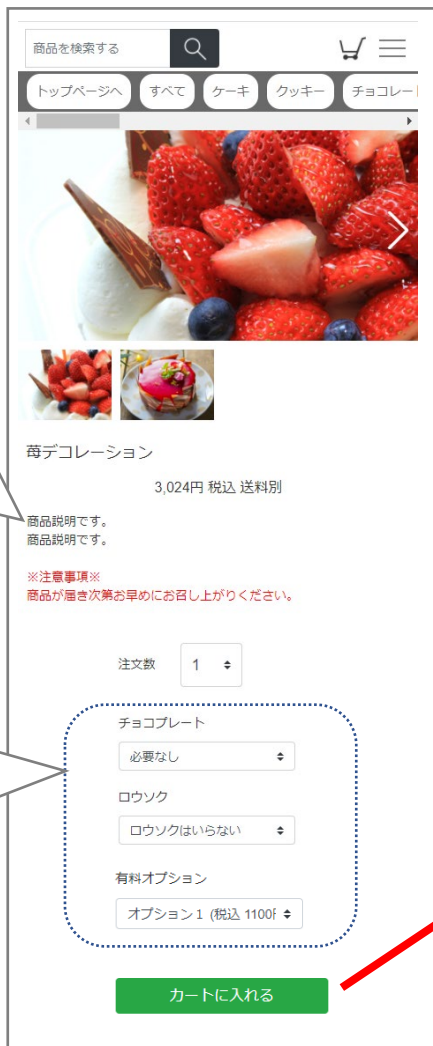 商品を検索する
トップページへ すべて ケーキ クッキー チョコレート
苺デコレーション
3,024円 税込 送料別
商品説明です。
商品説明です。
※注意事項※
商品が届き次第お早めにお召し上がりください。
注文数 1
チョコプレート
必要なし
ロウソク
ロウソクはいらない
有料オプション
オプション１ (税込 1100
カートに入れる